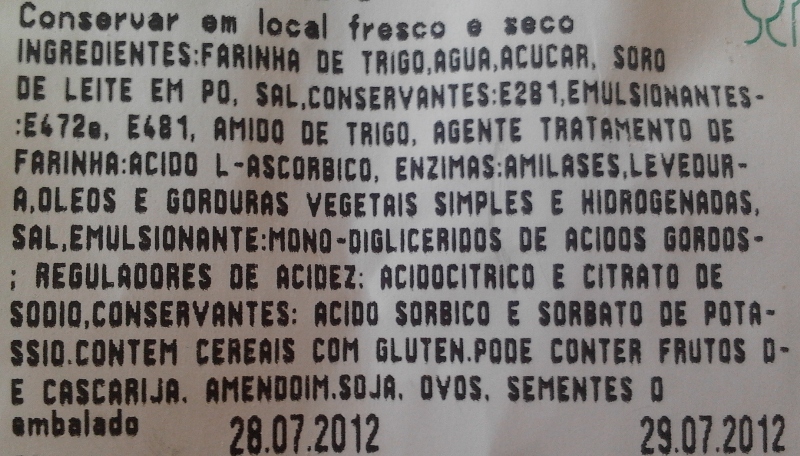 Conservar em local fresco e seco
INGREDIENTES:FARINHA DE TRIGO,AGUA,ACUCAR, SORO
DE LEITE EM PO, SAL,CONSERVANTES:E281,EMULSIONANTES-
:E472e, E481, AMIDO DE TRIGO, AGENTE TRATAMENTO DE
FARINHA:ACIDO L-ASCORBICO, ENZIMAS:AMILASES,LEVEDUR-
A,OLEOS E GORDURAS VEGETAIS SIMPLES E HIDROGENADAS,
SAL,EMULSIONANTE:MONO-DIGLICERIDOS DE ACIDOS GORDOS-
; REGULADORES DE ACIDEZ: ACIDOCITRICO E CITRATO DE
SODIO,CONSERVANTES: ACIDO SORBICO E SORBATO DE POTA-
SSIO.CONTEM CEREAIS COM GLUTEN.PODE CONTER FRUTOS D-
E CASCARIJA. AMENDOIM.SOJA. OVOS. SEMENTES D
embalado 28.07.2012 29.07.2012